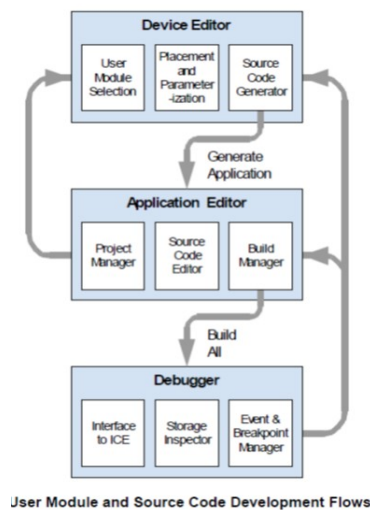 Device Editor
User
Module
Selection
Placement
and
Parameter
-ization
Source
Code
Generator
Generate
Application
Application Editor
Project
Manager
Source
Code
Editor
Build
Manager
Build
All
Debugger
Interface
to ICE
Storage
Inspector
Event &
Breakpoint
Manager
User Module and Source Code Development Flows